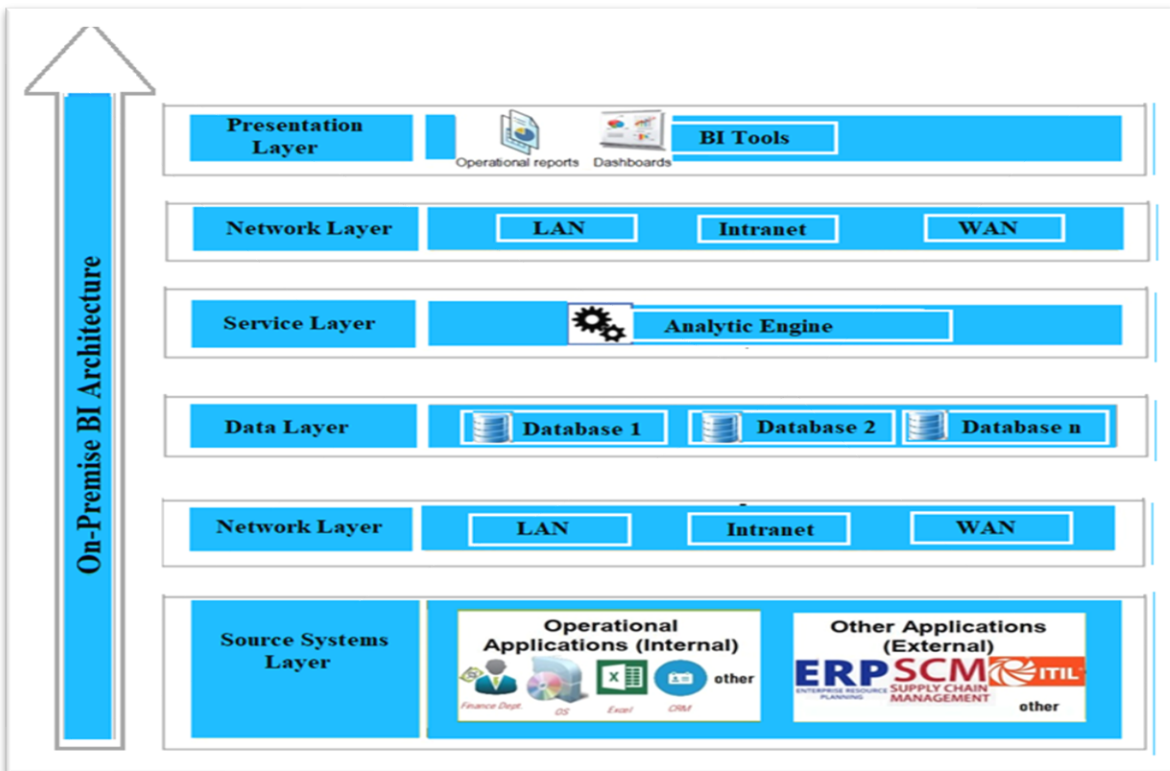 On-Premise BI Architecture
Presentation
Layer
Operational reports
Dashboards
BI Tools
Network Layer
LAN
Intranet
WAN
Service Layer
Analytic Engine
Data Layer
Database 1
Database 2
Database n
Network Layer
LAN
Intranet
WAN
Source Systems
Layer
Operational
Applications (Internal)
Finance Dept.
OS
Excel
CRM
other
Other Applications
(External)
ERP
ENTERPRISE RESOURCE
PLANNING
SCM
SUPPLY CHAIN
MANAGEMENT
ITIL
other